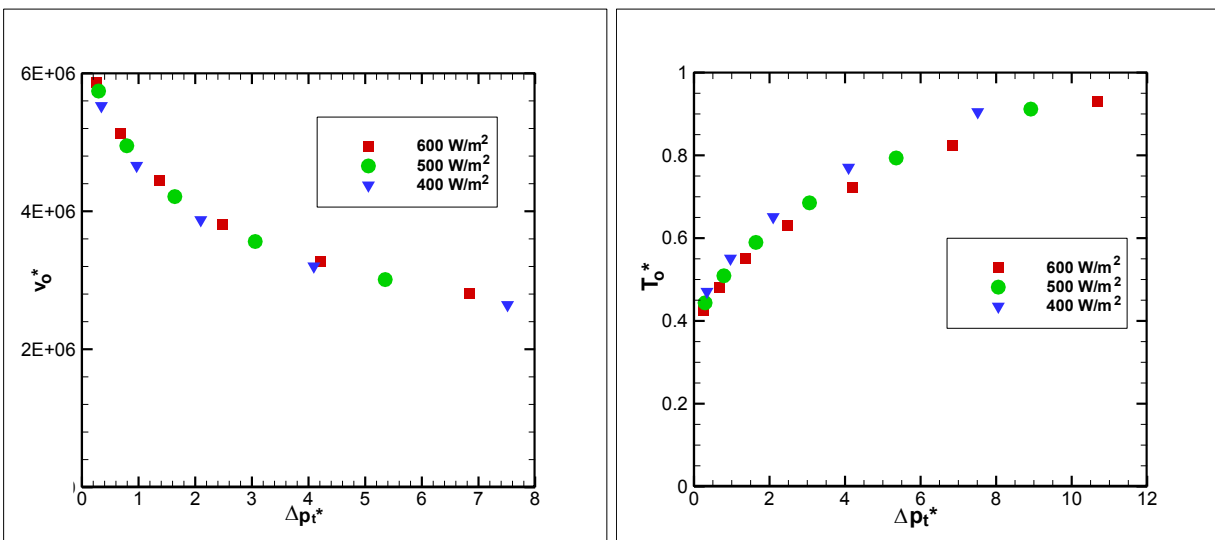 6E+06
4E+06
2E+06
0
0 1 2 3 4 5 6 7 8
vₒ*
Δpₜ*
600 W/m²
500 W/m²
400 W/m²
1
0.8
0.6
0.4
0.2
0
0 2 4 6 8 10 12
Tₒ*
Δpₜ*
600 W/m²
500 W/m²
400 W/m²